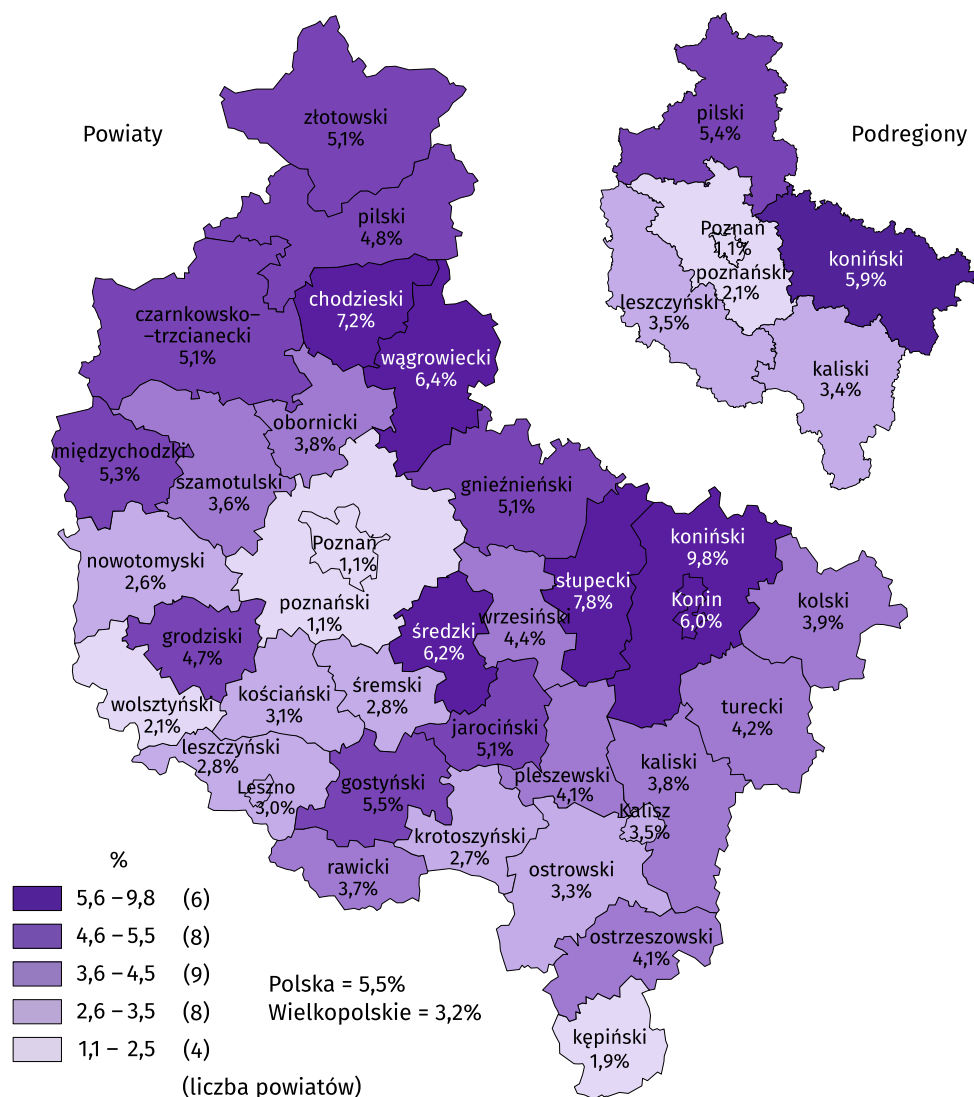 Powiaty
złotowski
5,1%
pilski
4,8%
chodzieski
7,2%
czarnkowsko–
–trzcianecki
5,1%
wągrowiecki
6,4%
obornicki
3,8%
międzychodzki
5,3%
szamotulski
3,6%
gnieźnieński
5,1%
Poznań
1,1%
nowotomyski
2,6%
poznański
1,1%
koniński
9,8%
słupecki
7,8%
Konin
6,0%
kolski
3,9%
wrzesiński
4,4%
średzki
6,2%
grodziski
4,7%
kościański
3,1%
śremski
2,8%
wolsztyński
2,1%
turecki
4,2%
jarociński
5,1%
leszczyński
2,8%
Leszno
3,0%
gostyński
5,5%
pleszewski
4,1%
kaliski
3,8%
Kalisz
3,5%
krotoszyński
2,7%
rawicki
3,7%
ostrowski
3,3%
ostrzeszowski
4,1%
kępiński
1,9%
Podregiony
pilski
5,4%
Poznań
1,1%
poznański
2,1%
koniński
5,9%
leszczyński
3,5%
kaliski
3,4%
%
5,6 – 9,8 (6)
4,6 – 5,5 (8)
3,6 – 4,5 (9)
2,6 – 3,5 (8)
1,1 – 2,5 (4)
(liczba powiatów)
Polska = 5,5%
Wielkopolskie = 3,2%